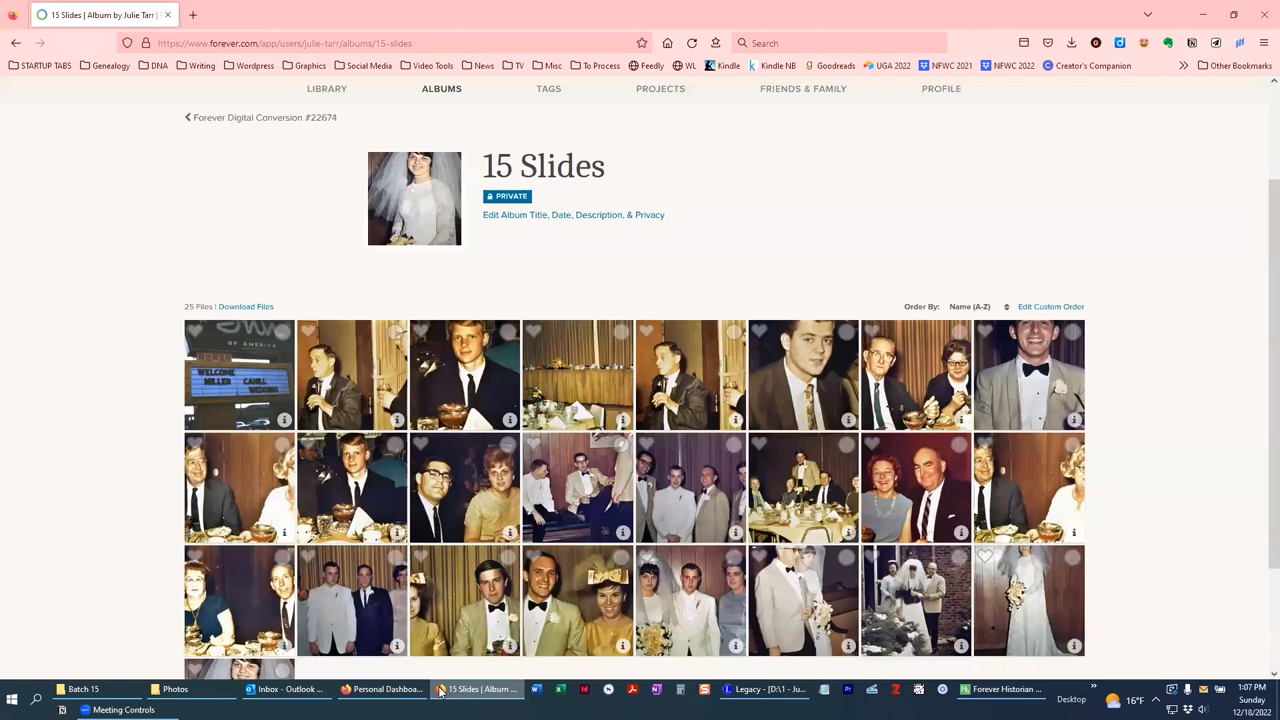 15 Slides | Album by Julie Tarr |
https://www.forever.com/app/users/julie-tarr/albums/15-slides
Search
STARTUP TABS
Genealogy
DNA
Writing
Wordpress
Graphics
Social Media
Video Tools
News
TV
Misc
To Process
Feedly
WL
Kindle
Kindle NB
Goodreads
UGA 2022
NFWC 2021
NFWC 2022
Creator's Companion
Other Bookmarks
LIBRARY
ALBUMS
TAGS
PROJECTS
FRIENDS & FAMILY
PROFILE
Forever Digital Conversion #22674
15 Slides
PRIVATE
Edit Album Title, Date, Description, & Privacy
25 Files | Download Files
Order By: Name (A-Z)
Edit Custom Order
OF AMERICA
WELCOME
MILLER CAHILL
Batch 15
Photos
Inbox - Outlook ...
Personal Dashboa...
15 Slides | Album ...
Legacy - [D:\1 - Ju...
Forever Historian ...
Desktop
16°F
1:07 PM
Sunday
12/18/2022
Meeting Controls